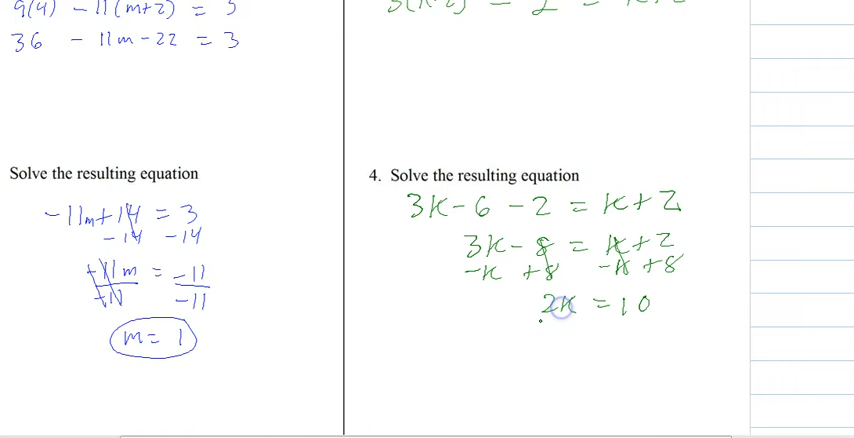 9(4) - 11(m+2) = 3
36 - 11m - 22 = 3
Solve the resulting equation
-11m + 14 = 3
-14 -14
-11m = -11
-11 -11
m = 1
4. Solve the resulting equation
3k - 6 - 2 = k + 2
3k - 8 = k + 2
-k +8 -k +8
2k = 10